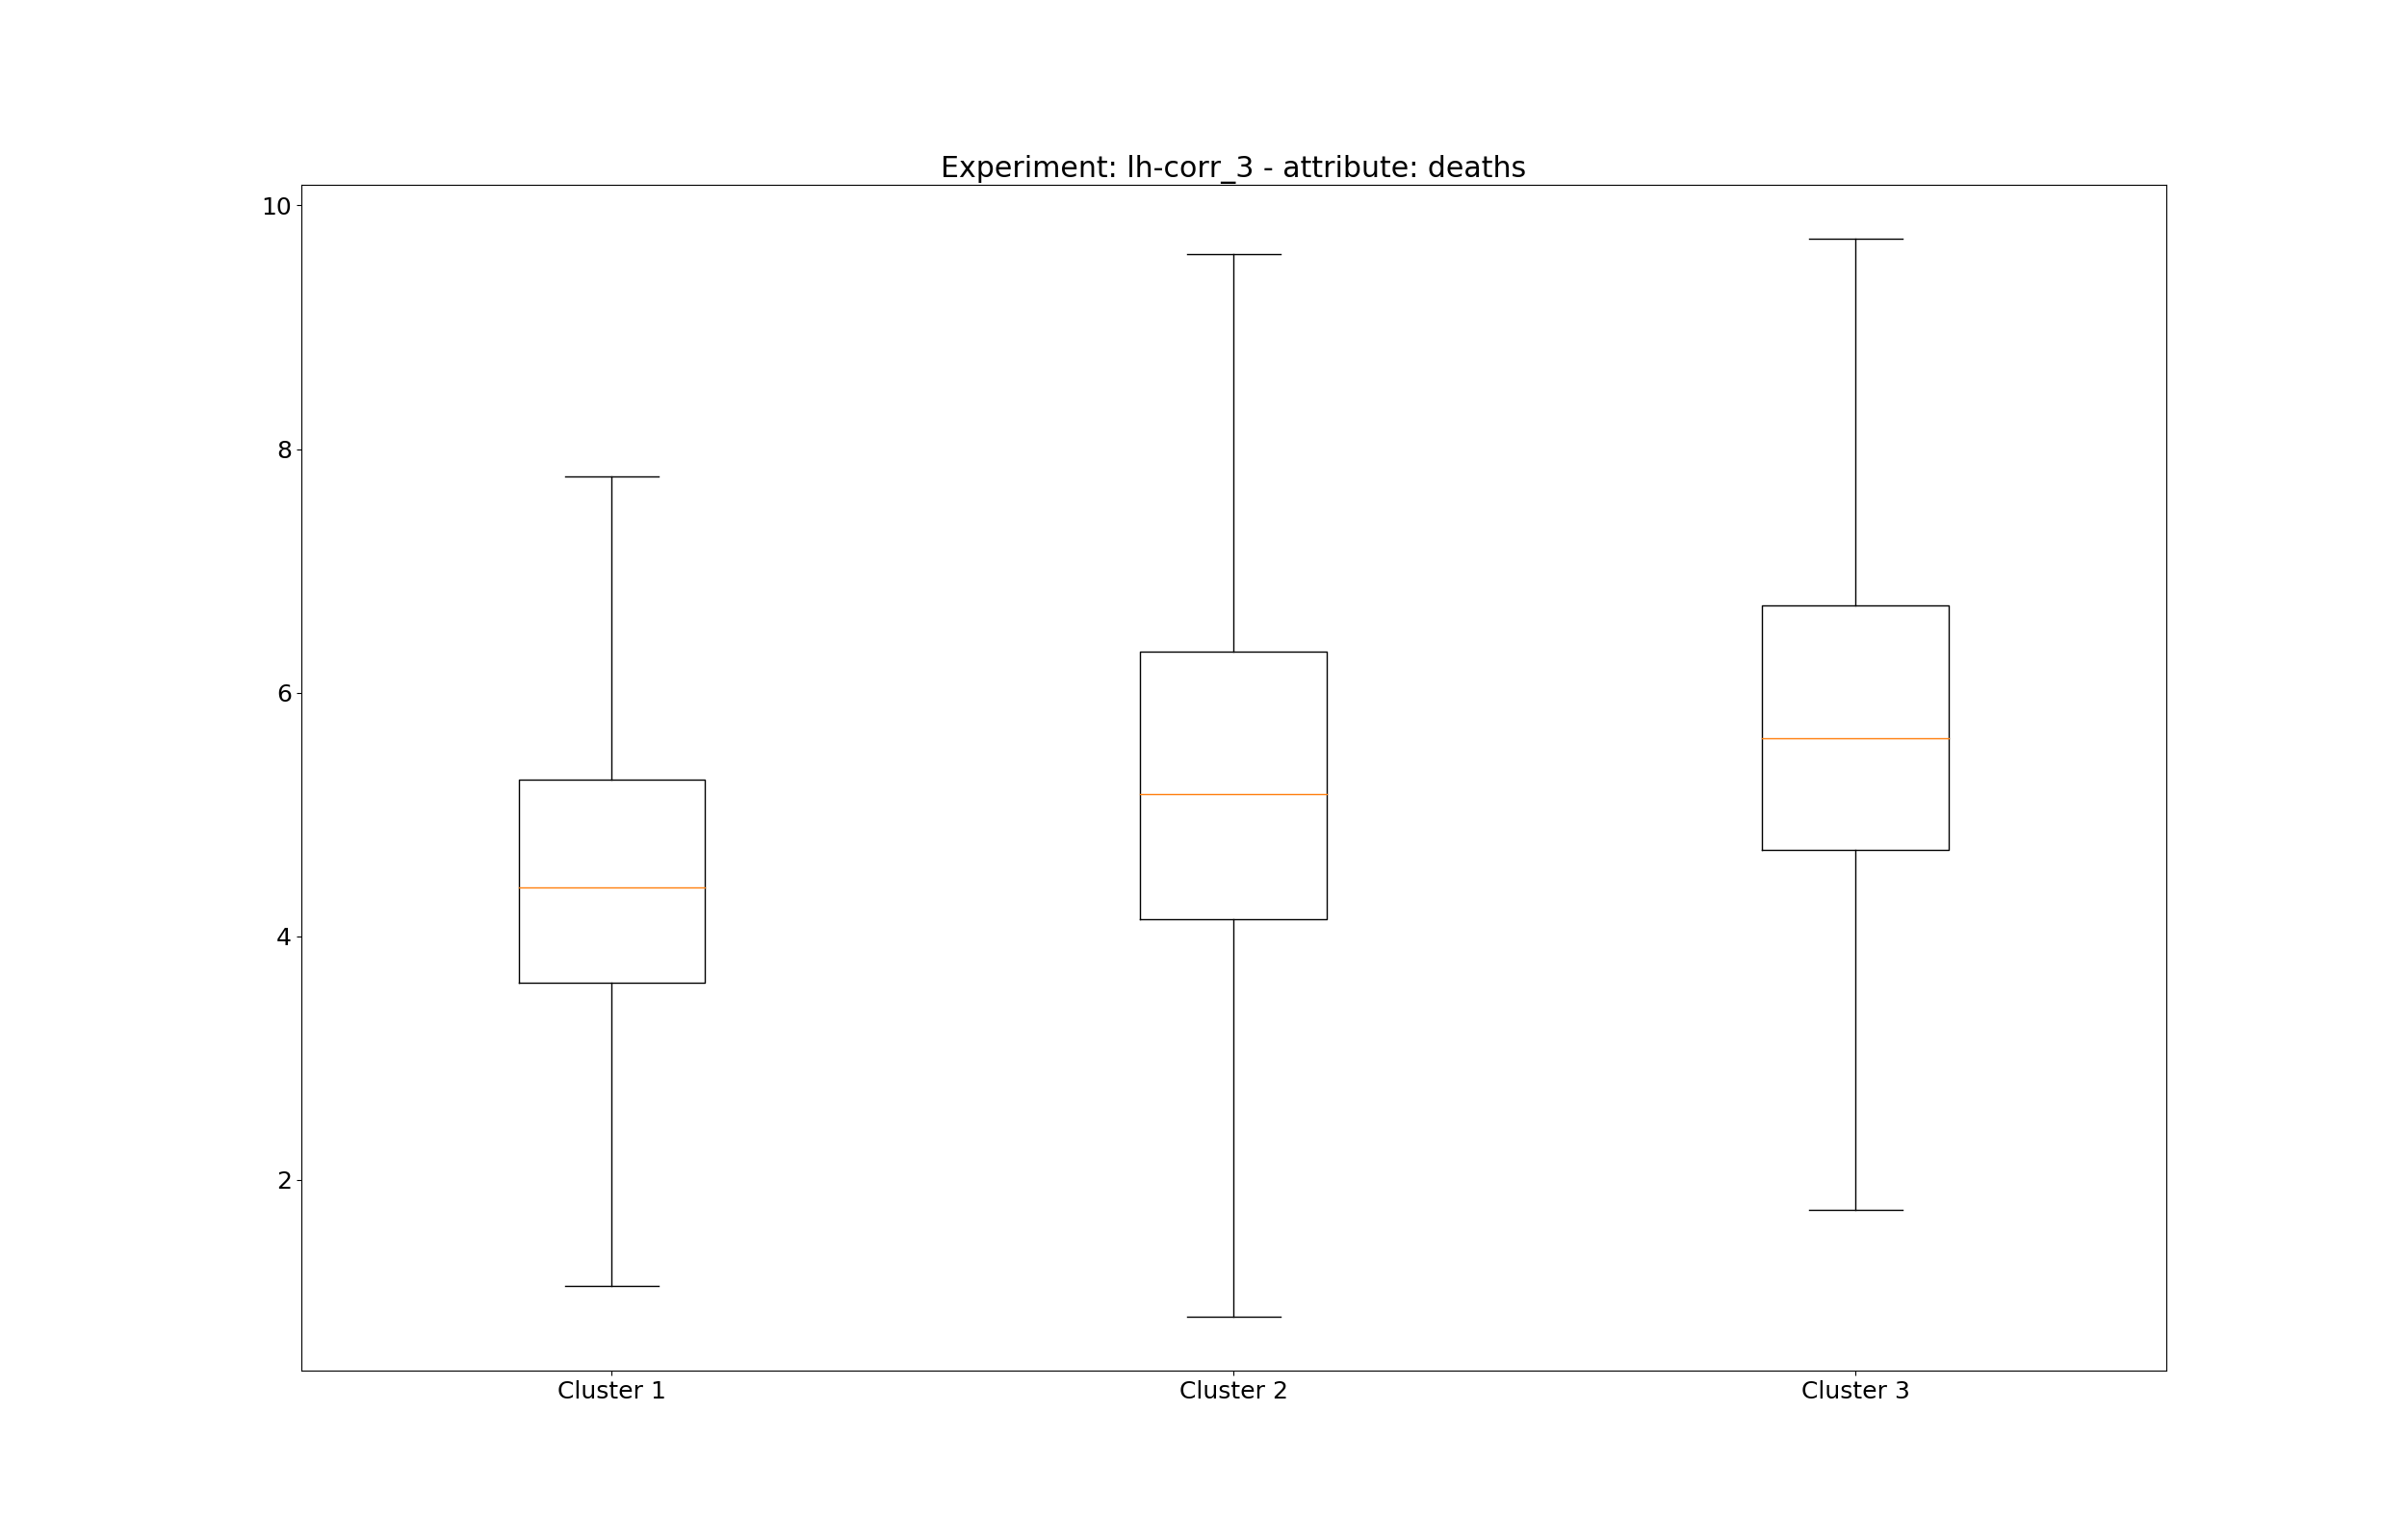 Experiment: lh-corr_3 - attribute: deaths
10
8
6
4
2
Cluster 1
Cluster 2
Cluster 3